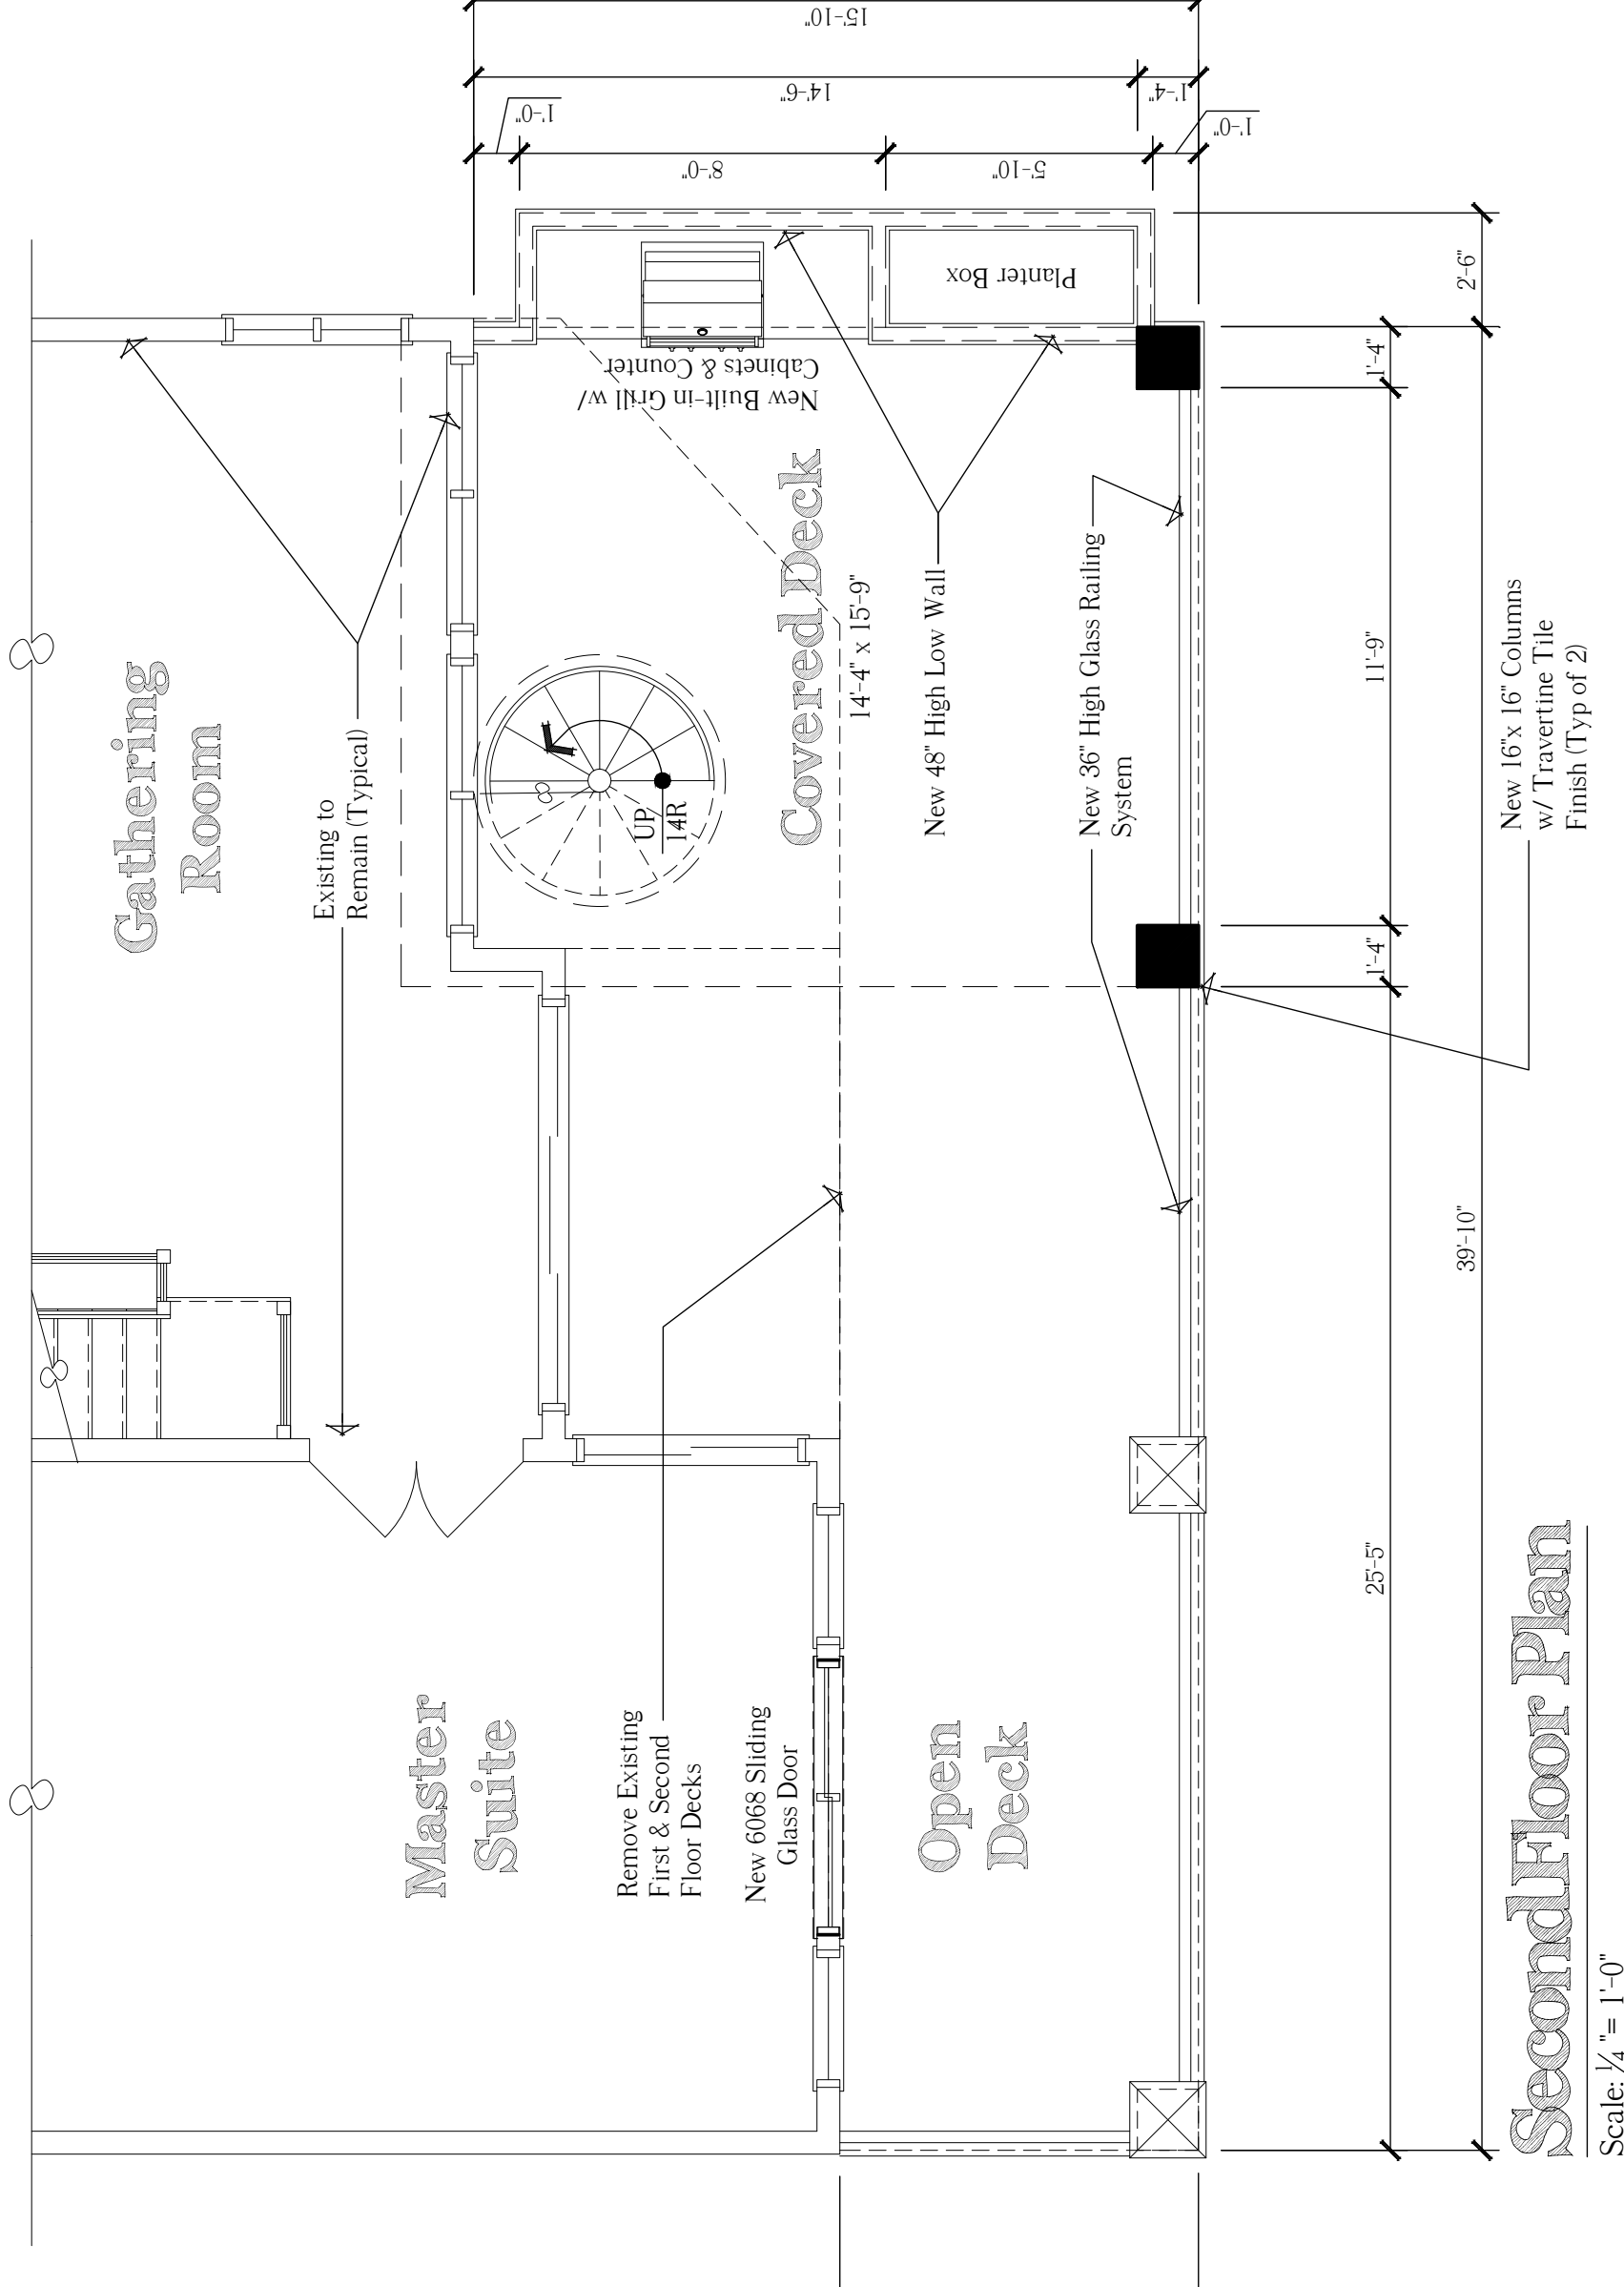 Gathering
Room
Existing to
Remain (Typical)
Master
Suite
Remove Existing
First & Second
Floor Decks
New 6068 Sliding
Glass Door
Open
Deck
UP
14R
Covered Deck
14'-4" x 15'-9"
New 48" High Low Wall
New 36" High Glass Railing
System
New Built-in Grill w/
Cabinets & Counter
Planter Box
New 16"x 16" Columns
w/ Travertine Tile
Finish (Typ of 2)
15'-10"
14'-6"
1'-4"
1'-0"
8'-0"
5'-10"
1'-0"
25'-5"
1'-4"
11'-9"
1'-4"
39'-10"
2'-6"
Second Floor Plan
Scale: 1/4 "= 1'-0"